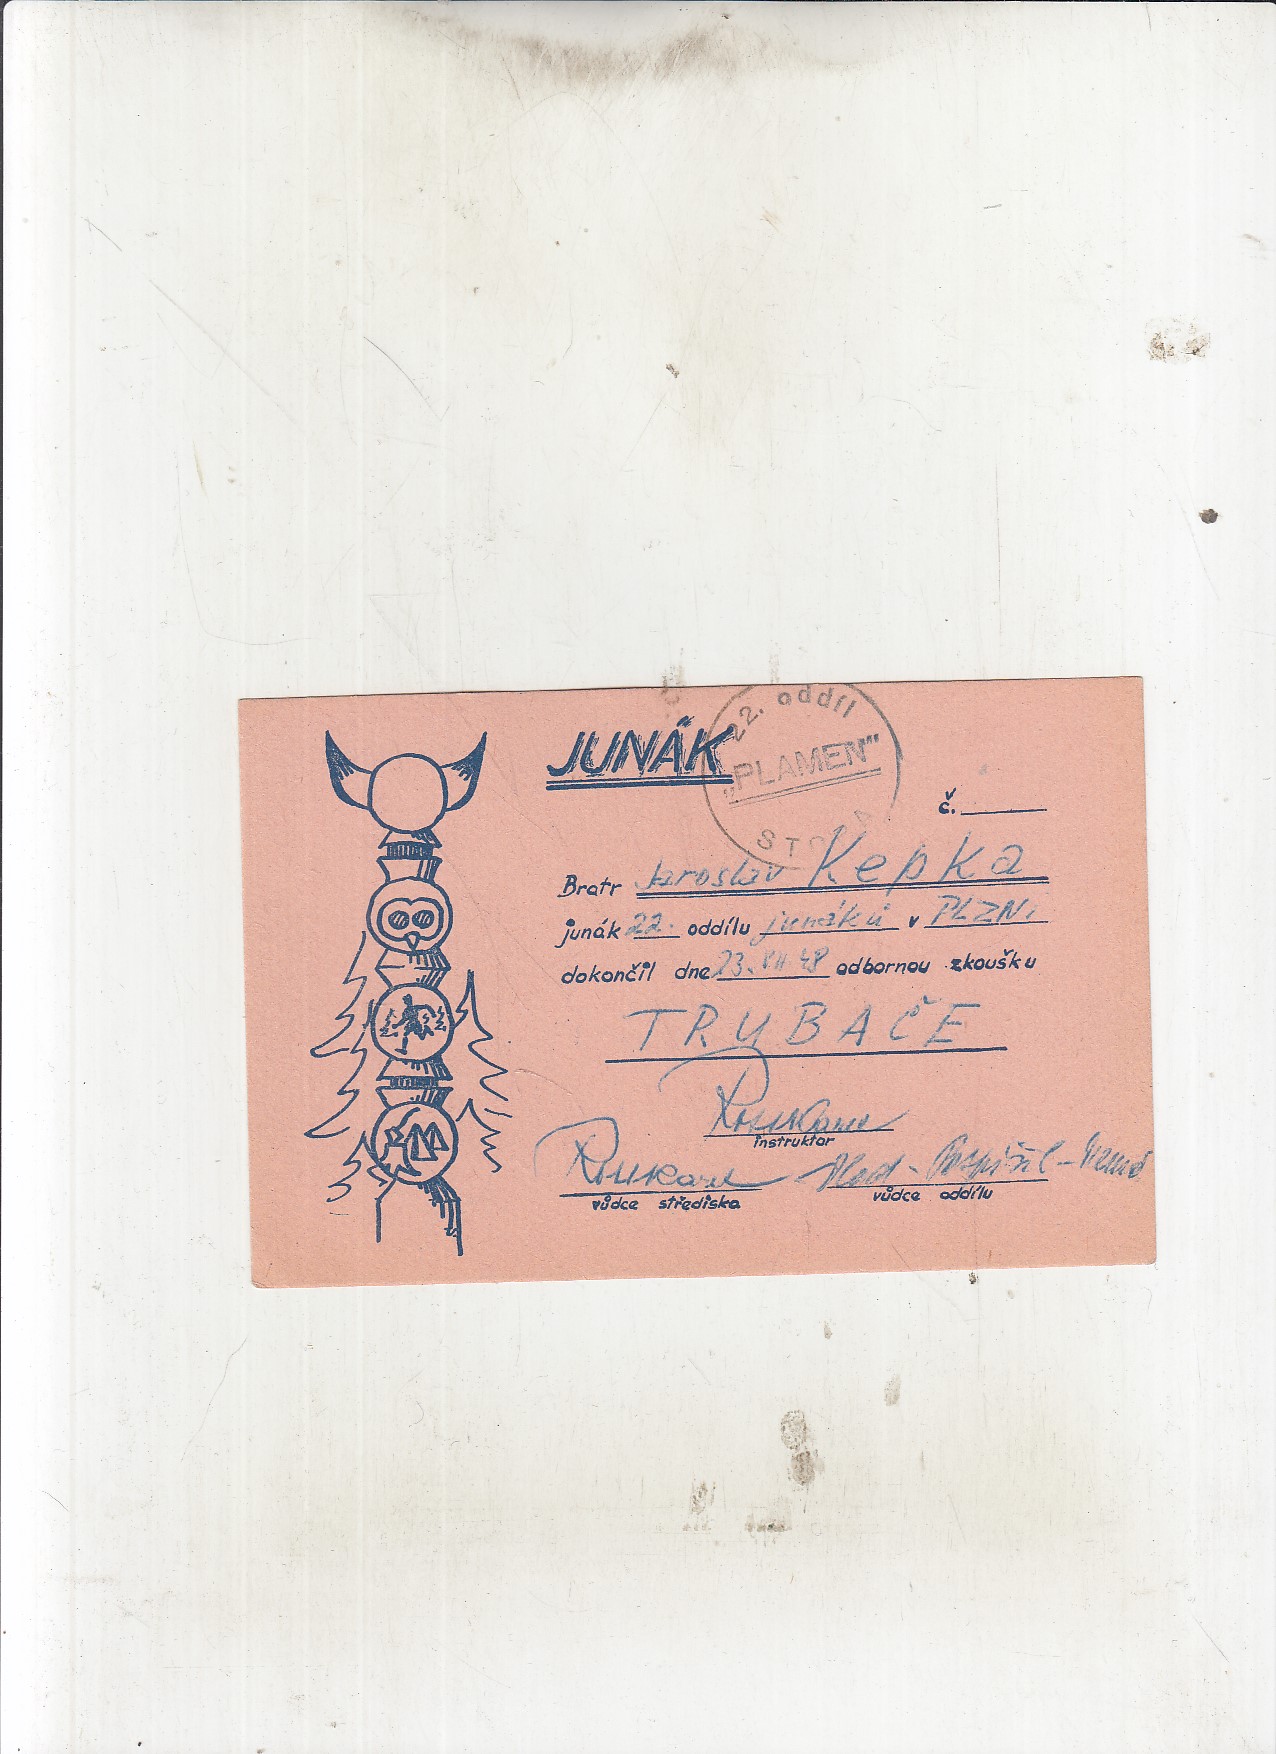 JUNÁK
22. oddíl
„PLAMEN"
č.
Bratr Jaroslav Kepka
junák 22. oddílu junáků v PLZNI
dokončil dne 23. VII 48 odbornou zkoušku
TRUBAČE
instruktor
Pospíšil
vůdce střediska vůdce oddílu